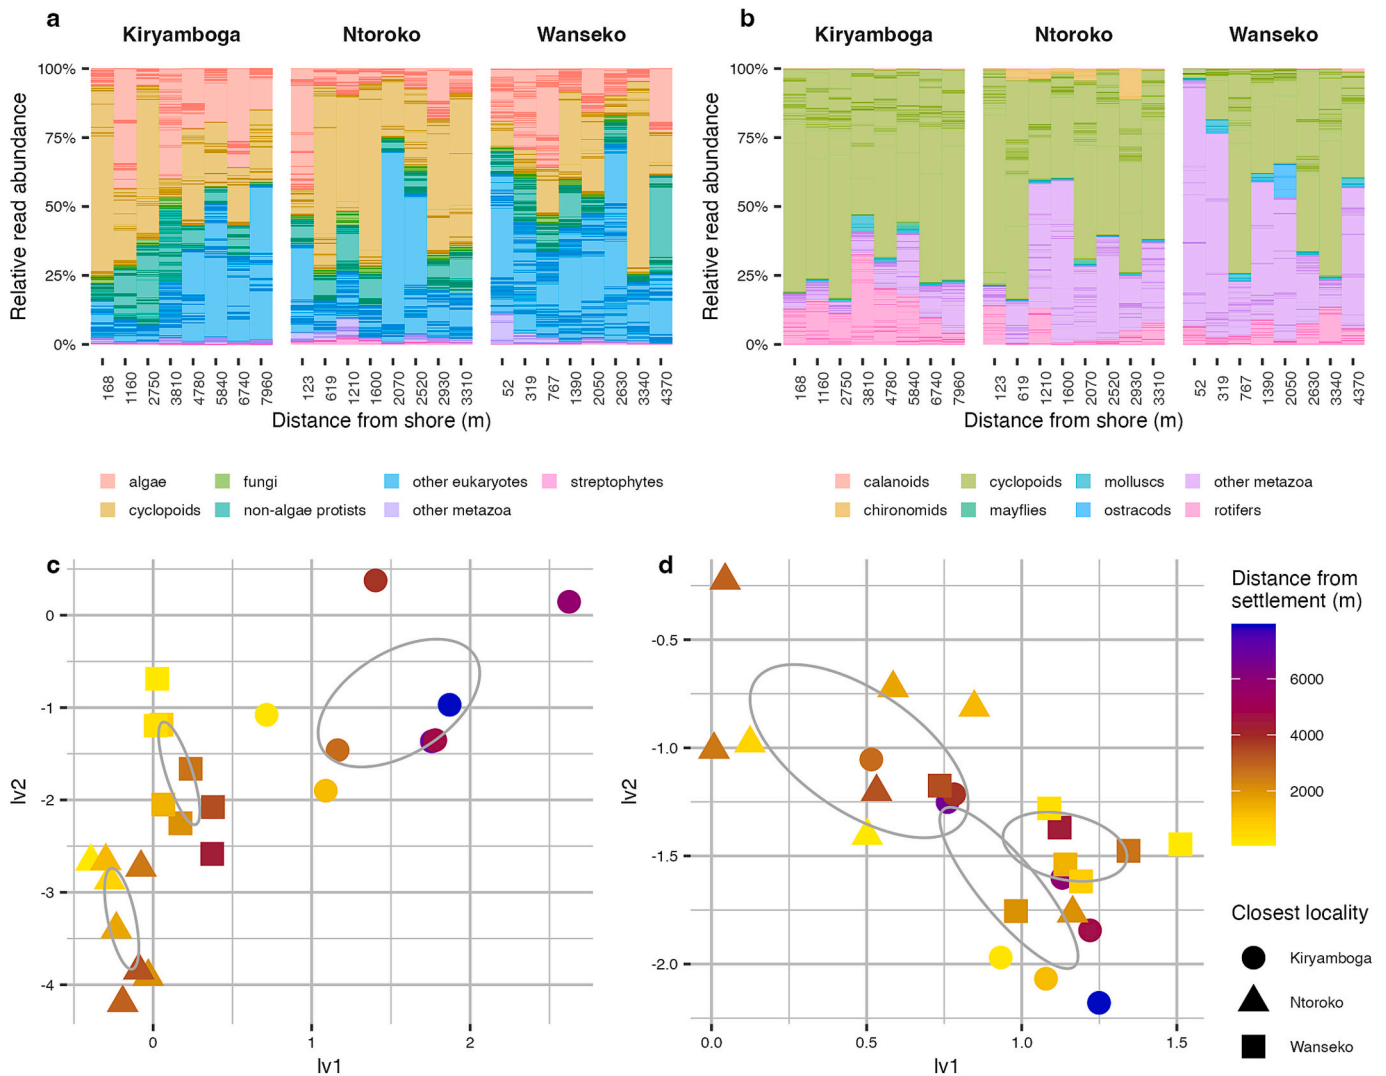 a
Kiryamboga Ntoroko Wanseko
Relative read abundance
100%
75%
50%
25%
0%
168 1160 2750 3810 4780 5840 6740 7960
123 619 1210 1600 2070 2520 2930 3310
52 319 767 1390 2050 2630 3340 4370
Distance from shore (m)
algae fungi other eukaryotes streptophytes
cyclopoids non-algae protists other metazoa
b
Kiryamboga Ntoroko Wanseko
Relative read abundance
100%
75%
50%
25%
0%
168 1160 2750 3810 4780 5840 6740 7960
123 619 1210 1600 2070 2520 2930 3310
52 319 767 1390 2050 2630 3340 4370
Distance from shore (m)
calanoids cyclopoids molluscs other metazoa
chironomids mayflies ostracods rotifers
c
lv2
0
-1
-2
-3
-4
0 1 2
lv1
d
lv2
-0.5
-1.0
-1.5
-2.0
0.0 0.5 1.0 1.5
lv1
Distance from
settlement (m)
6000
4000
2000
Closest locality
Kiryamboga
Ntoroko
Wanseko